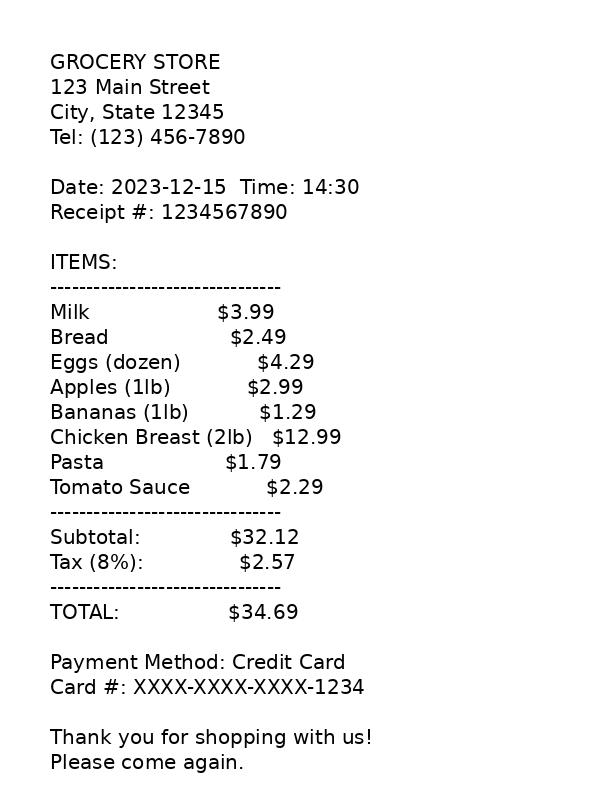 GROCERY STORE
123 Main Street
City, State 12345
Tel: (123) 456-7890
Date: 2023-12-15  Time: 14:30
Receipt #: 1234567890
ITEMS:
--------------------------------
Milk                    $3.99
Bread                   $2.49
Eggs (dozen)            $4.29
Apples (1lb)            $2.99
Bananas (1lb)           $1.29
Chicken Breast (2lb)   $12.99
Pasta                   $1.79
Tomato Sauce            $2.29
--------------------------------
Subtotal:              $32.12
Tax (8%):               $2.57
--------------------------------
TOTAL:                 $34.69
Payment Method: Credit Card
Card #: XXXX-XXXX-XXXX-1234
Thank you for shopping with us!
Please come again.